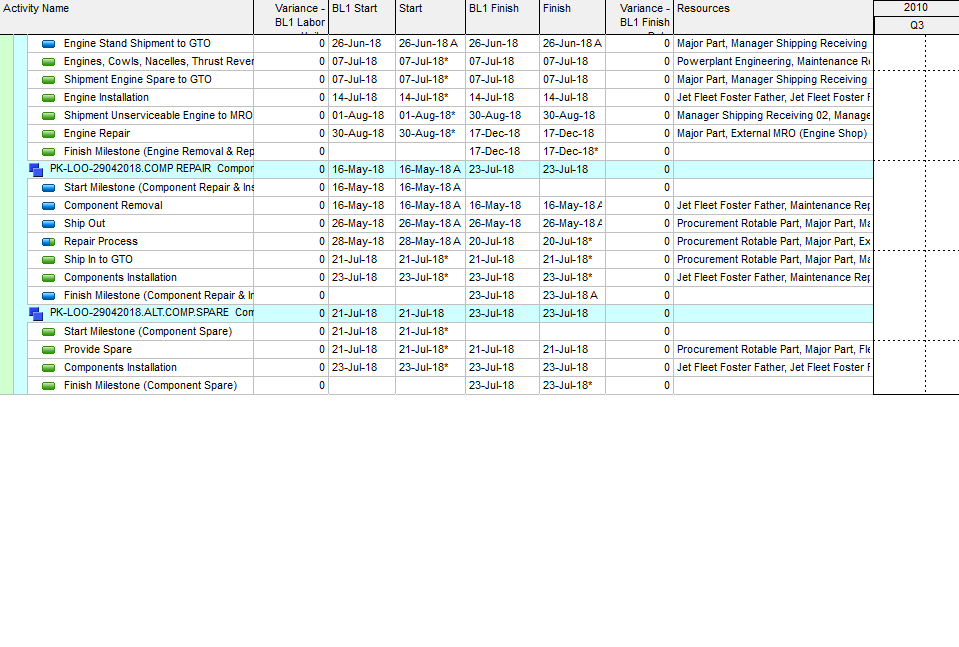 Activity Name Variance - BL1 Start Start BL1 Finish Finish Variance - Resources 2010
BL1 Labor BL1 Finish Q3
Engine Stand Shipment to GTO 0 26-Jun-18 26-Jun-18 A 26-Jun-18 26-Jun-18 A 0 Major Part, Manager Shipping Receiving
Engines, Cowls, Nacelles, Thrust Rever 0 07-Jul-18 07-Jul-18* 07-Jul-18 07-Jul-18 0 Powerplant Engineering, Maintenance Re
Shipment Engine Spare to GTO 0 07-Jul-18 07-Jul-18* 07-Jul-18 07-Jul-18 0 Major Part, Manager Shipping Receiving
Engine Installation 0 14-Jul-18 14-Jul-18* 14-Jul-18 14-Jul-18 0 Jet Fleet Foster Father, Jet Fleet Foster F
Shipment Unserviceable Engine to MRO 0 01-Aug-18 01-Aug-18* 30-Aug-18 30-Aug-18 0 Manager Shipping Receiving 02, Manage
Engine Repair 0 30-Aug-18 30-Aug-18* 17-Dec-18 17-Dec-18 0 Major Part, External MRO (Engine Shop)
Finish Milestone (Engine Removal & Rep 0 17-Dec-18 17-Dec-18* 0
PK-LOO-29042018.COMP REPAIR Compor 0 16-May-18 16-May-18 A 23-Jul-18 23-Jul-18 0
Start Milestone (Component Repair & Ins 0 16-May-18 16-May-18 A 0
Component Removal 0 16-May-18 16-May-18 A 16-May-18 16-May-18 A 0 Jet Fleet Foster Father, Maintenance Rep
Ship Out 0 26-May-18 26-May-18 A 26-May-18 26-May-18 A 0 Procurement Rotable Part, Major Part, Ma
Repair Process 0 28-May-18 28-May-18 A 20-Jul-18 20-Jul-18* 0 Procurement Rotable Part, Major Part, Ex
Ship In to GTO 0 21-Jul-18 21-Jul-18* 21-Jul-18 21-Jul-18* 0 Procurement Rotable Part, Major Part, Ma
Components Installation 0 23-Jul-18 23-Jul-18* 23-Jul-18 23-Jul-18* 0 Jet Fleet Foster Father, Maintenance Rep
Finish Milestone (Component Repair & In 0 23-Jul-18 23-Jul-18 A 0
PK-LOO-29042018.ALT.COMP.SPARE Com 0 21-Jul-18 21-Jul-18 23-Jul-18 23-Jul-18 0
Start Milestone (Component Spare) 0 21-Jul-18 21-Jul-18* 0
Provide Spare 0 21-Jul-18 21-Jul-18* 21-Jul-18 21-Jul-18 0 Procurement Rotable Part, Major Part, Fle
Components Installation 0 23-Jul-18 23-Jul-18* 23-Jul-18 23-Jul-18* 0 Jet Fleet Foster Father, Jet Fleet Foster F
Finish Milestone (Component Spare) 0 23-Jul-18 23-Jul-18* 0